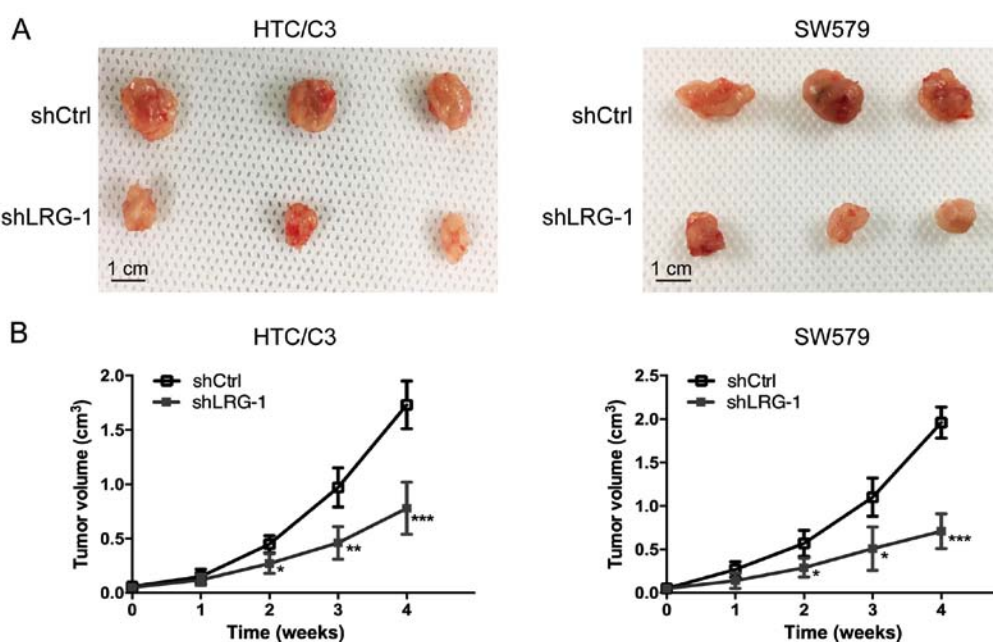 A
HTC/C3
SW579
shCtrl
shLRG-1
1 cm
shCtrl
shLRG-1
1 cm
B
HTC/C3
Tumor volume (cm³)
2.0
1.5
1.0
0.5
0.0
shCtrl
shLRG-1
*
**
***
0 1 2 3 4
Time (weeks)
SW579
Tumor volume (cm³)
2.5
2.0
1.5
1.0
0.5
0.0
shCtrl
shLRG-1
*
*
***
0 1 2 3 4
Time (weeks)